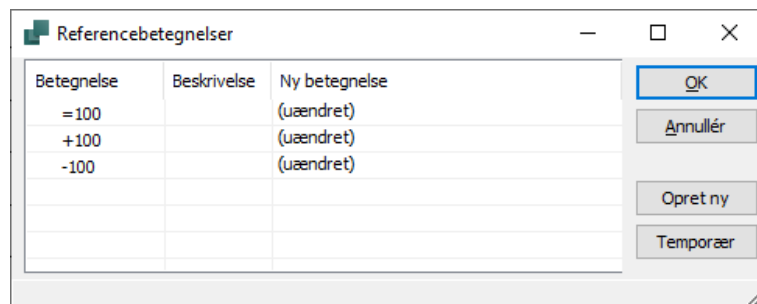 Referencebetegnelser
Betegnelse Beskrivelse Ny betegnelse
=100 (uændret)
+100 (uændret)
-100 (uændret)
OK
Annullér
Opret ny
Temporær